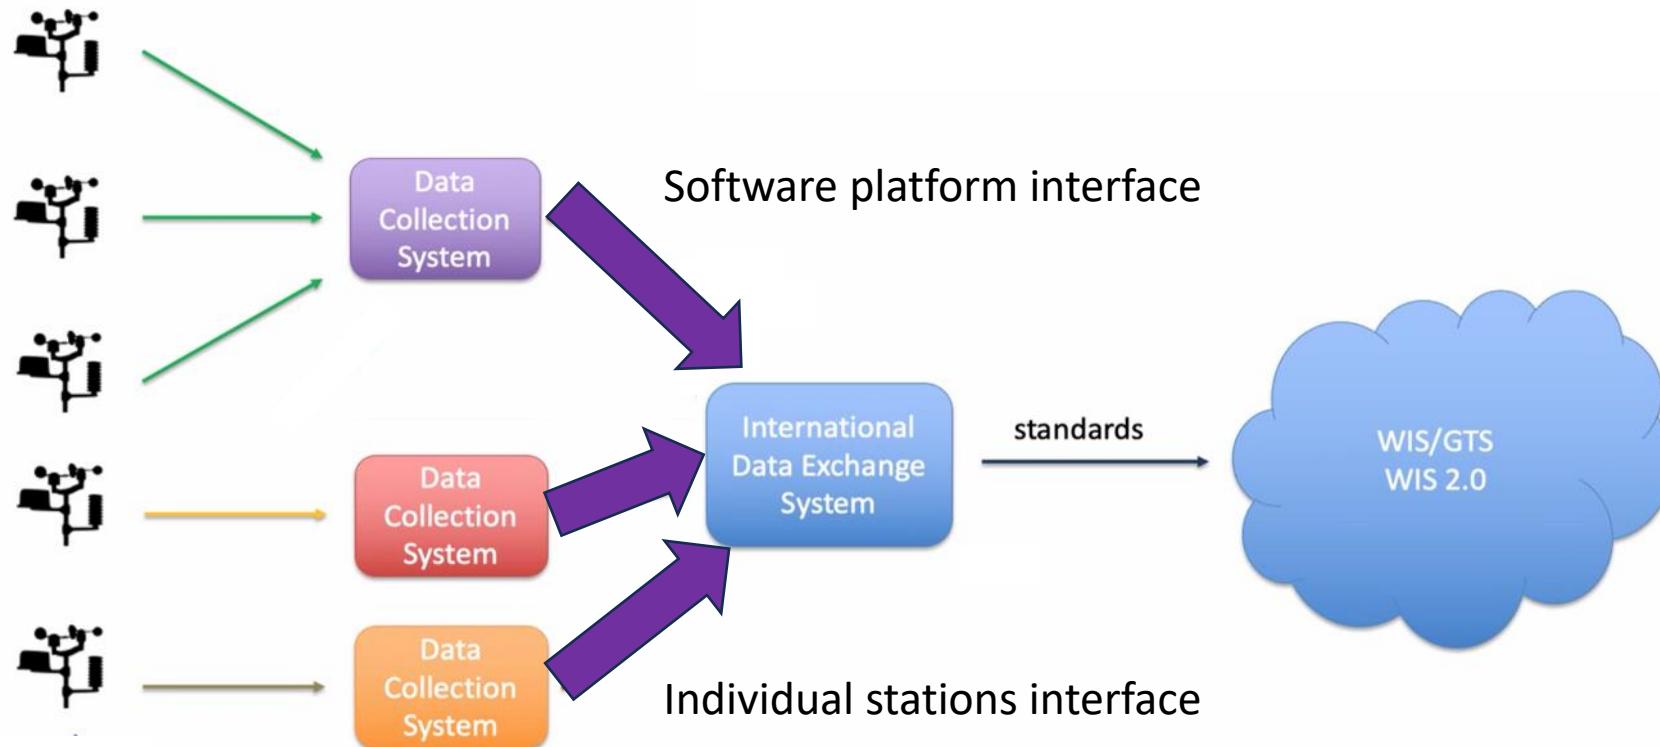 Data
Collection
System
Software platform interface
International
Data Exchange
System
standards
WIS/GTS
WIS 2.0
Data
Collection
System
Data
Collection
System
Individual stations interface